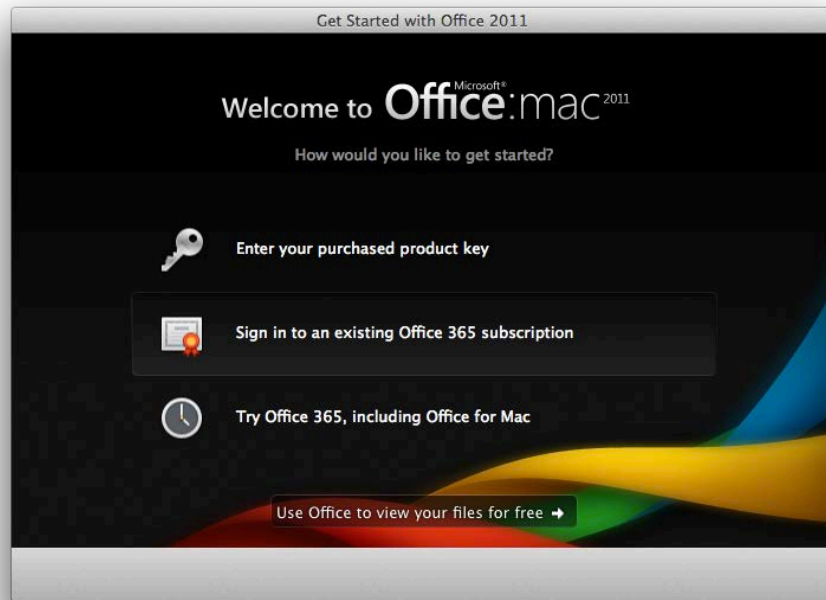 Get Started with Office 2011
Microsoft®
Welcome to Office:mac 2011
How would you like to get started?
Enter your purchased product key
Sign in to an existing Office 365 subscription
Try Office 365, including Office for Mac
Use Office to view your files for free →